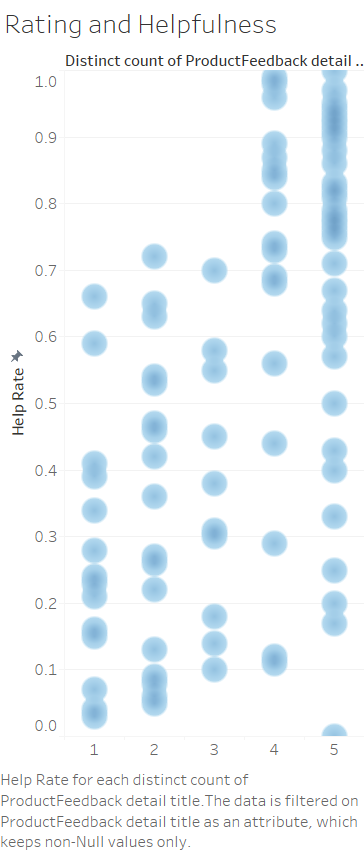 Rating and Helpfulness
Distinct count of ProductFeedback detail ..
1.0
0.9
0.8
0.7
0.6
0.5
0.4
0.3
0.2
0.1
0.0
Help Rate
1 2 3 4 5
Help Rate for each distinct count of
ProductFeedback detail title.The data is filtered on
ProductFeedback detail title as an attribute, which
keeps non-Null values only.